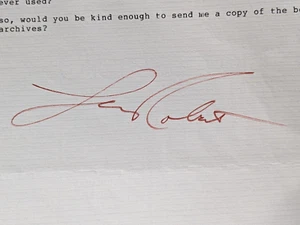 ever used?
so, would you be kind enough to send me a copy of the b
archives?